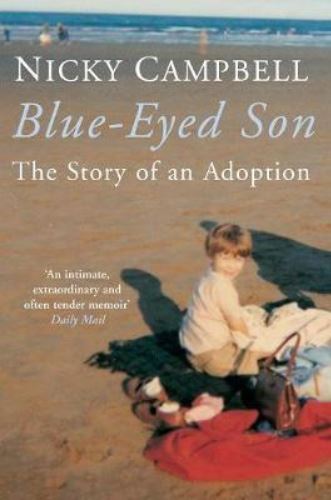 NICKY CAMPBELL
Blue-Eyed Son
The Story of an Adoption
‘An intimate,
extraordinary and
often tender memoir’
Daily Mail